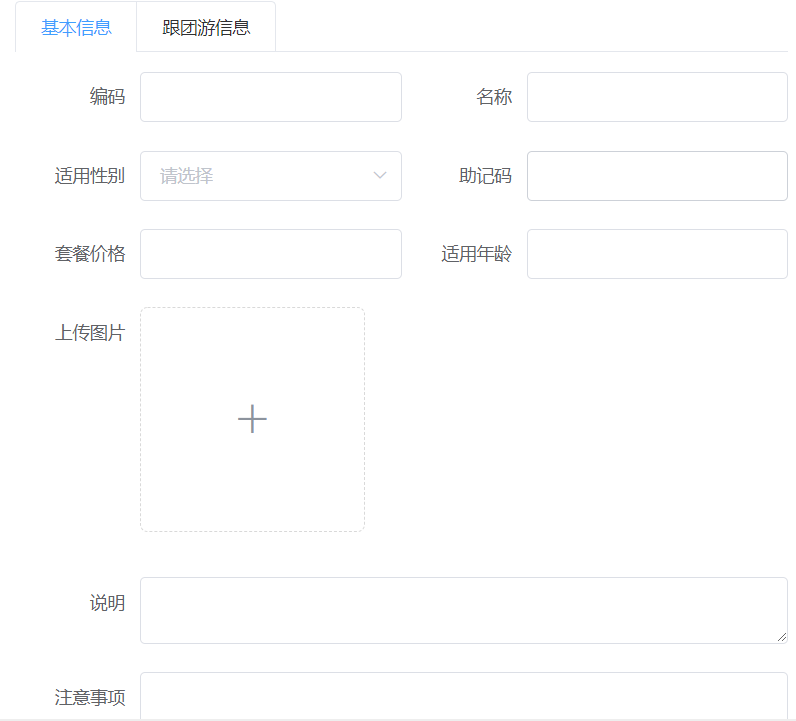 基本信息 跟团游信息
编码 名称
适用性别 请选择 助记码
套餐价格 适用年龄
上传图片
说明
注意事项